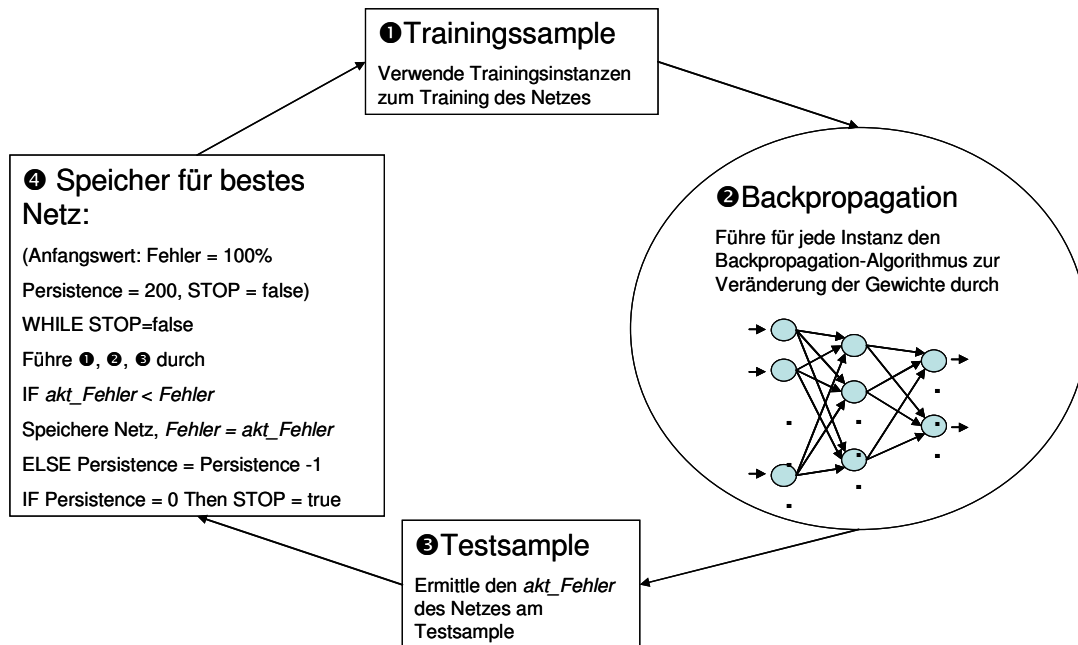 ❶Trainingssample
Verwende Trainingsinstanzen
zum Training des Netzes
❷Backpropagation
Führe für jede Instanz den
Backpropagation-Algorithmus zur
Veränderung der Gewichte durch
❸Testsample
Ermittle den akt_Fehler
des Netzes am
Testsample
❹ Speicher für bestes
Netz:
(Anfangswert: Fehler = 100%
Persistence = 200, STOP = false)
WHILE STOP=false
Führe ❶, ❷, ❸ durch
IF akt_Fehler < Fehler
Speichere Netz, Fehler = akt_Fehler
ELSE Persistence = Persistence -1
IF Persistence = 0 Then STOP = true